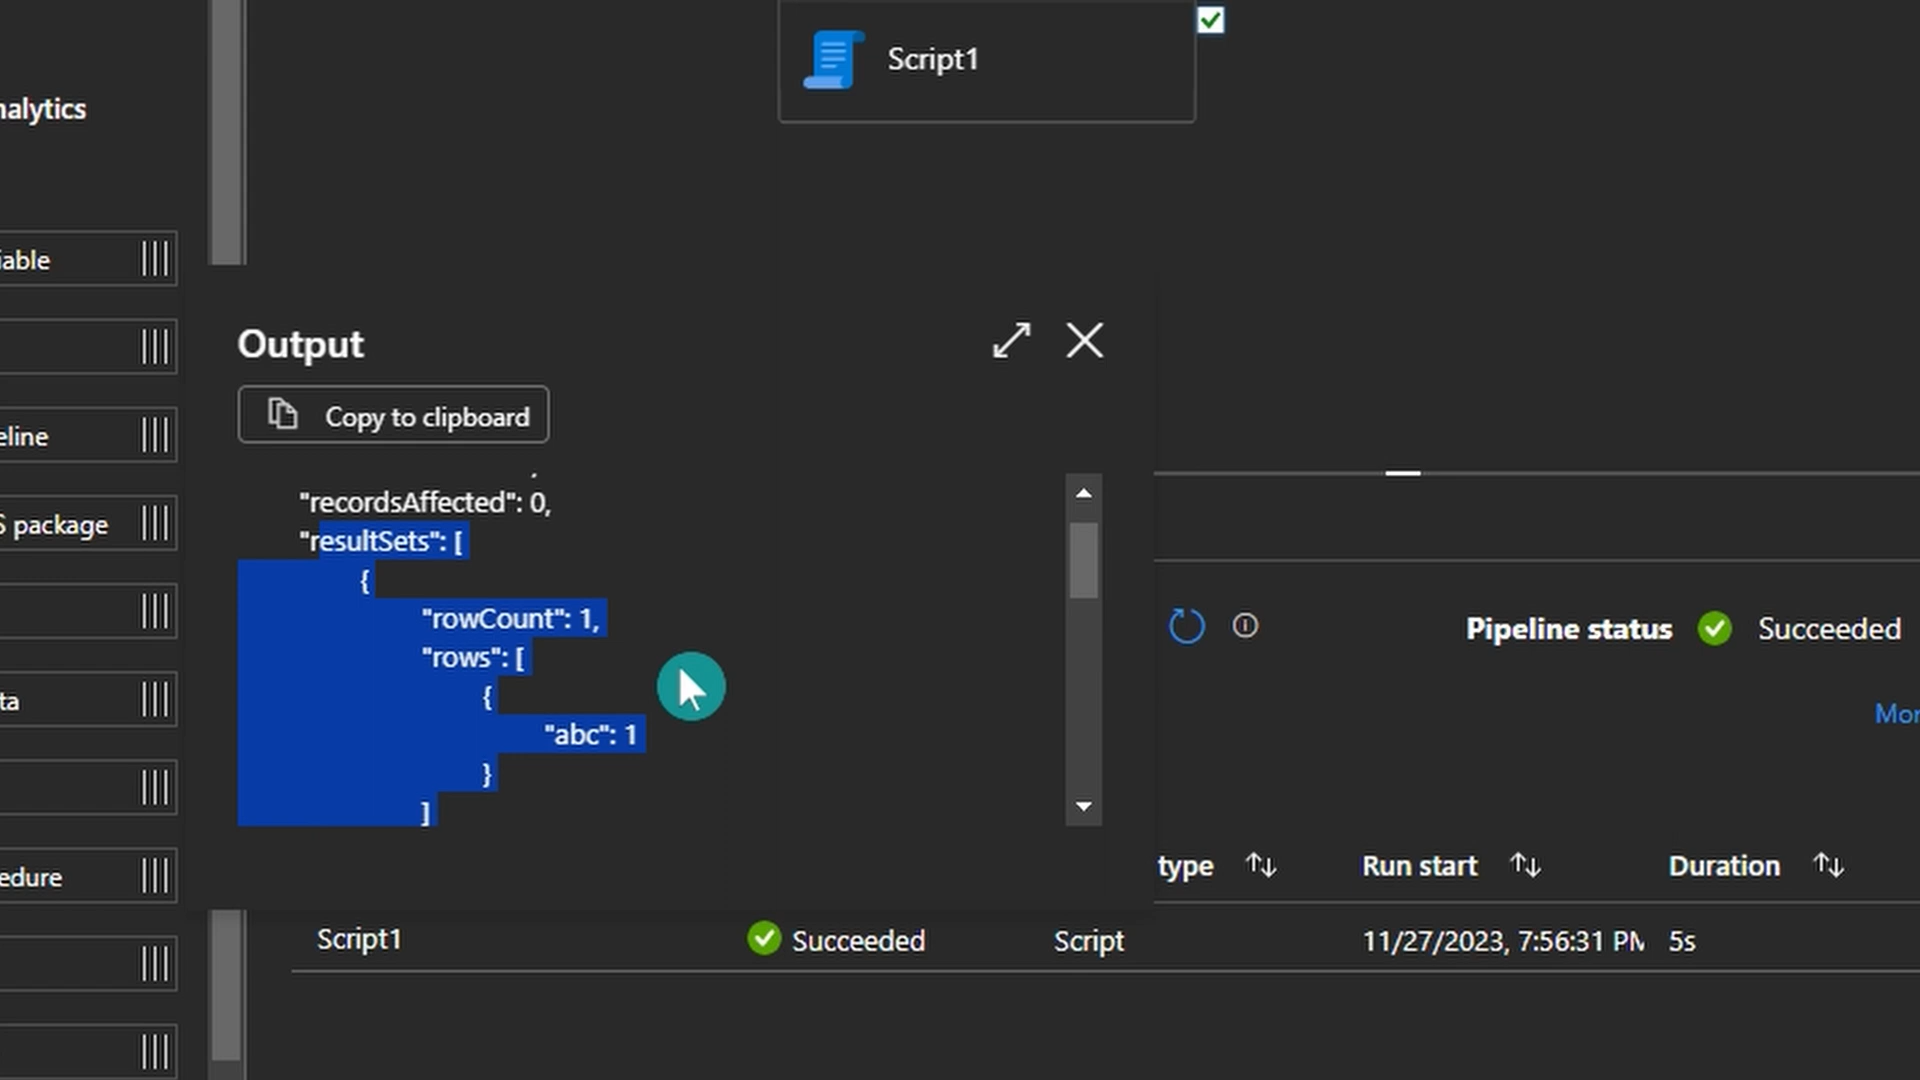 Script1
nalytics
iable
Output
Copy to clipboard
eline
"recordsAffected": 0,
S package
"resultSets": [
{
"rowCount": 1,
Pipeline status Succeeded
"rows": [
{
ta
Mor
"abc": 1
}
]
edure
type Run start Duration
Script1 Succeeded Script 11/27/2023, 7:56:31 PM 5s